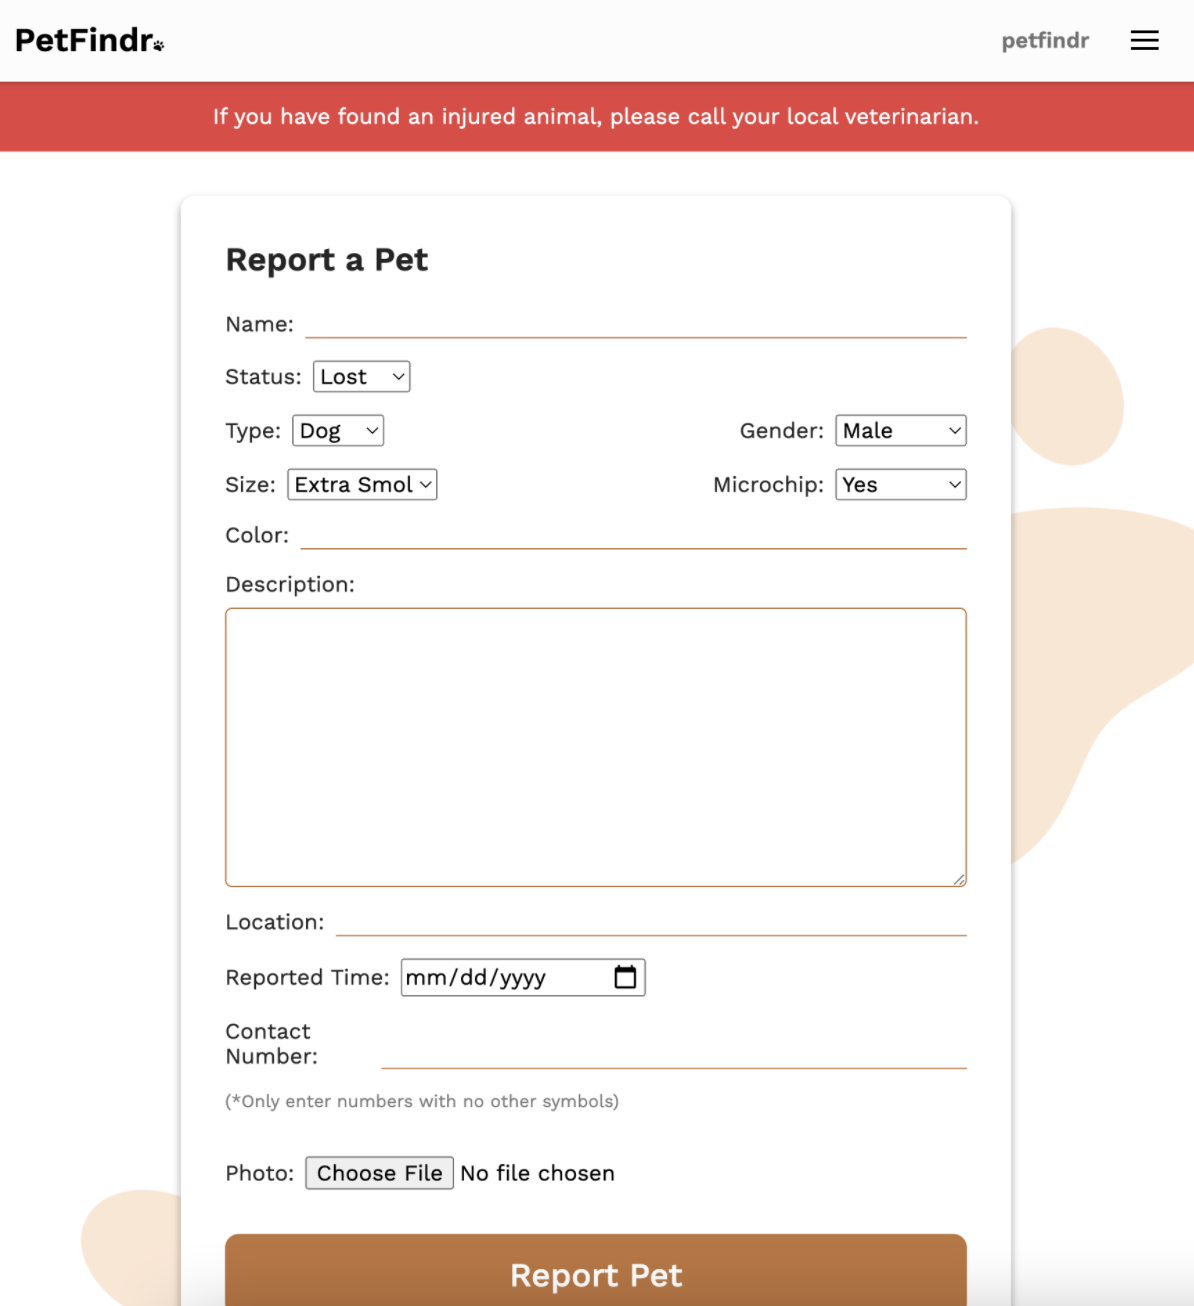 PetFindr
petfindr
If you have found an injured animal, please call your local veterinarian.
Report a Pet
Name:
Status: Lost
Type: Dog Gender: Male
Size: Extra Smol Microchip: Yes
Color:
Description:
Location:
Reported Time: mm/dd/yyyy
Contact
Number:
(*Only enter numbers with no other symbols)
Photo: Choose File No file chosen
Report Pet